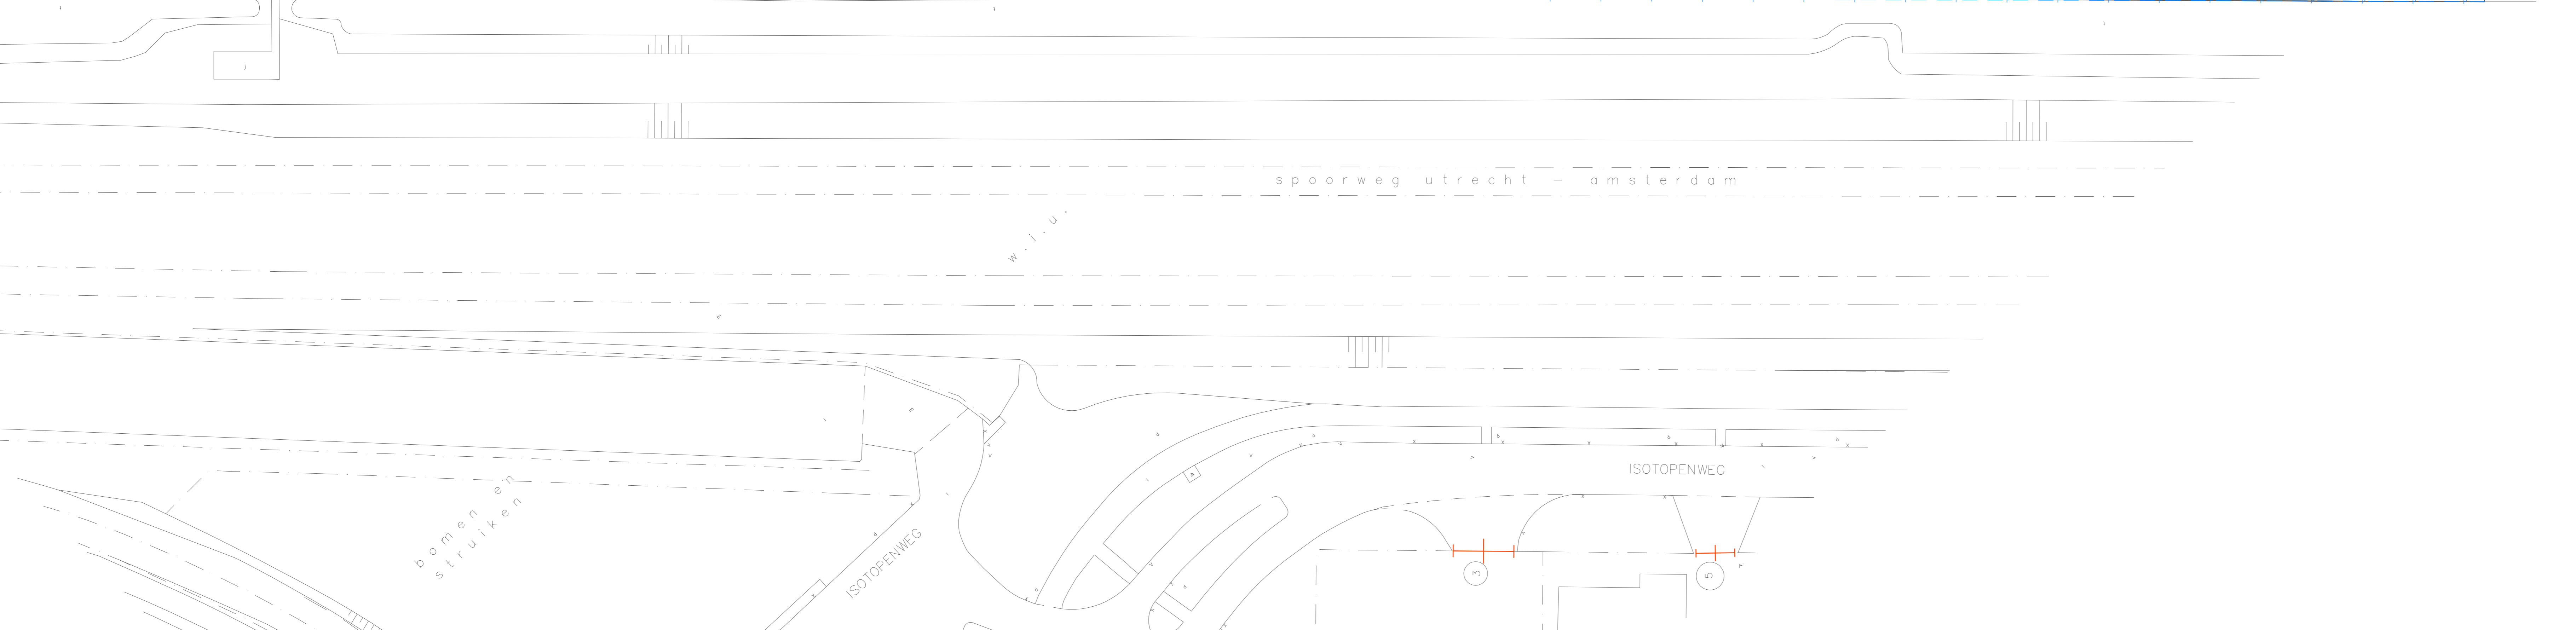 spoorweg utrecht - amsterdam
w.i.u.
ISOTOPENWEG
bomen en
struiken
ISOTOPENWEG
3
5